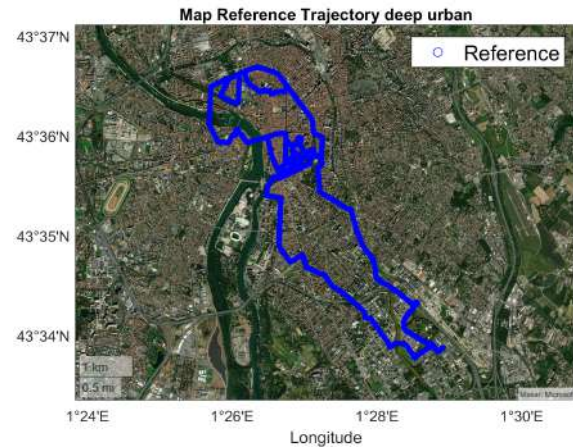 Map Reference Trajectory deep urban
Reference
43°37'N
43°36'N
43°35'N
43°34'N
1 km
0.5 mi
1°24'E
1°26'E
1°28'E
1°30'E
Longitude